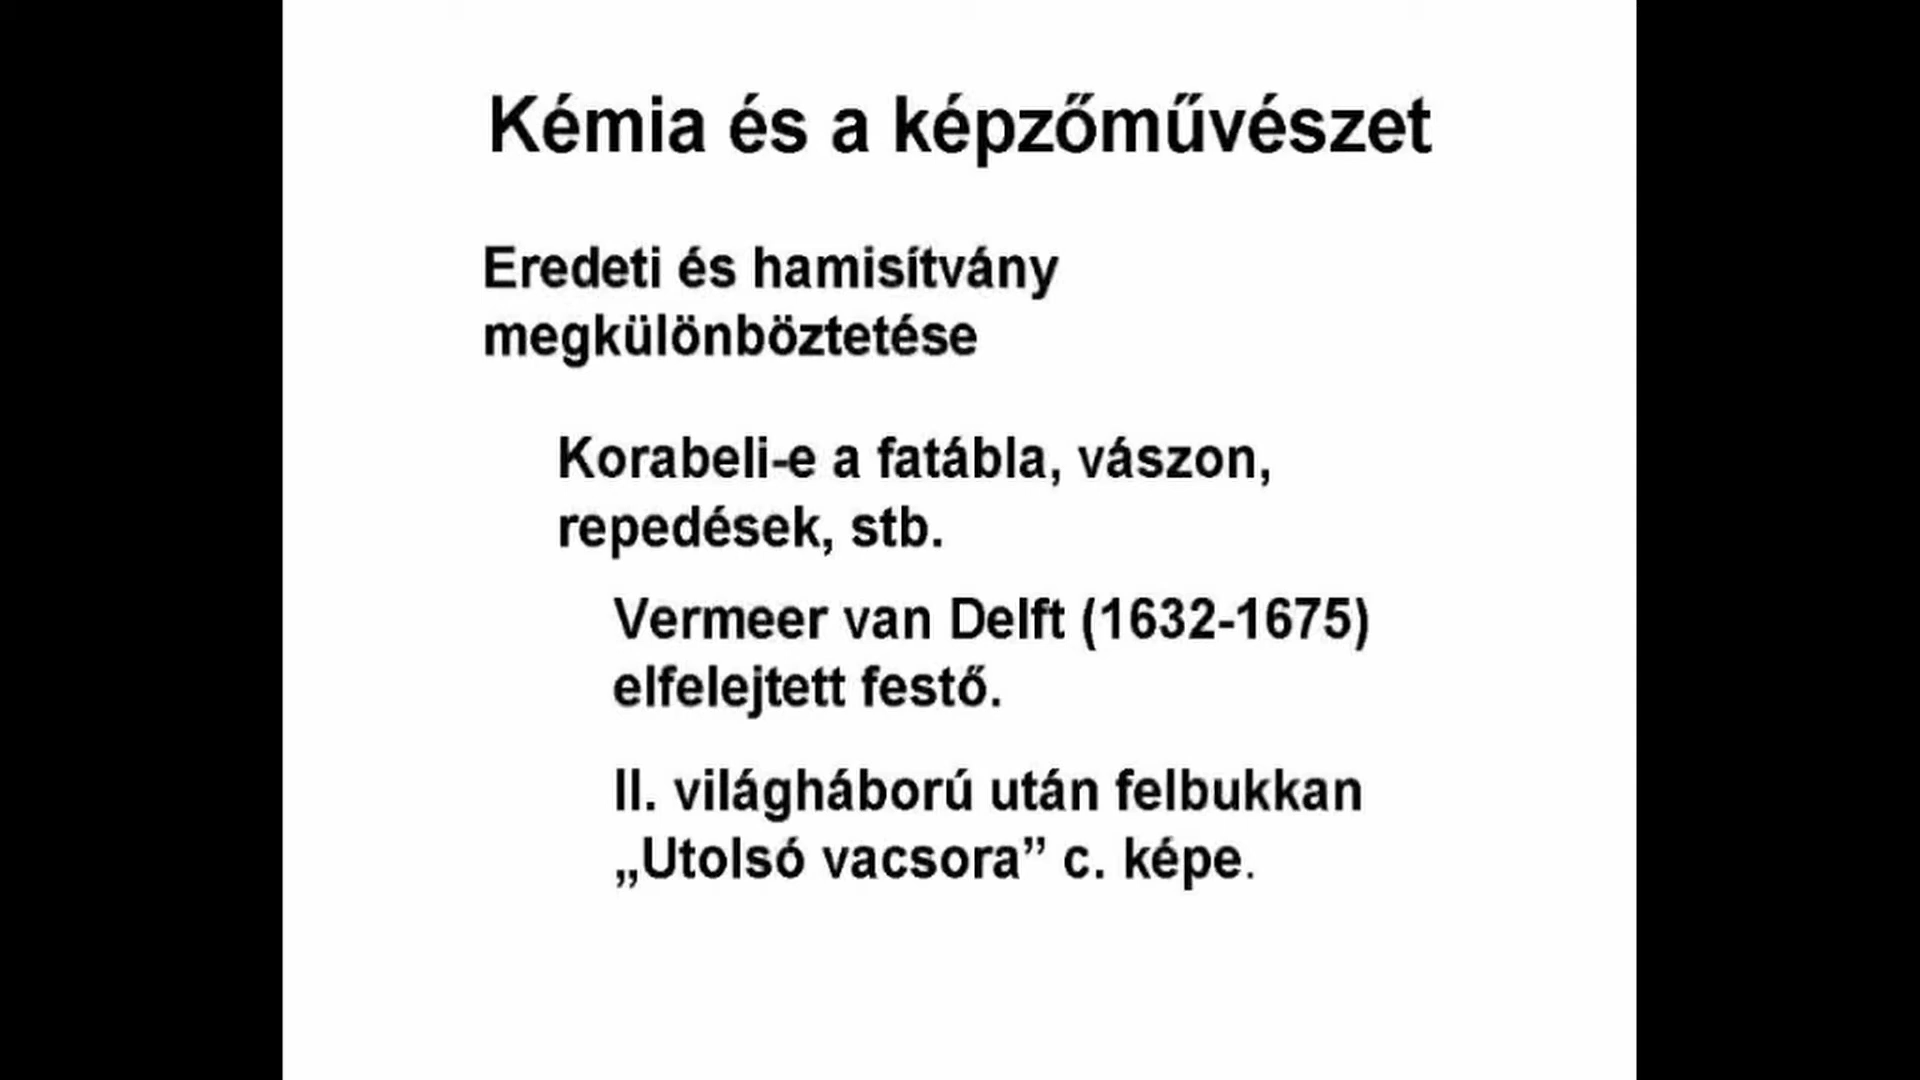 Kémia és a képzőművészet
Eredeti és hamisítvány
megkülönböztetése
Korabeli-e a fatábla, vászon,
repedések, stb.
Vermeer van Delft (1632-1675)
elfelejtett festő.
II. világháború után felbukkan
„Utolsó vacsora” c. képe.